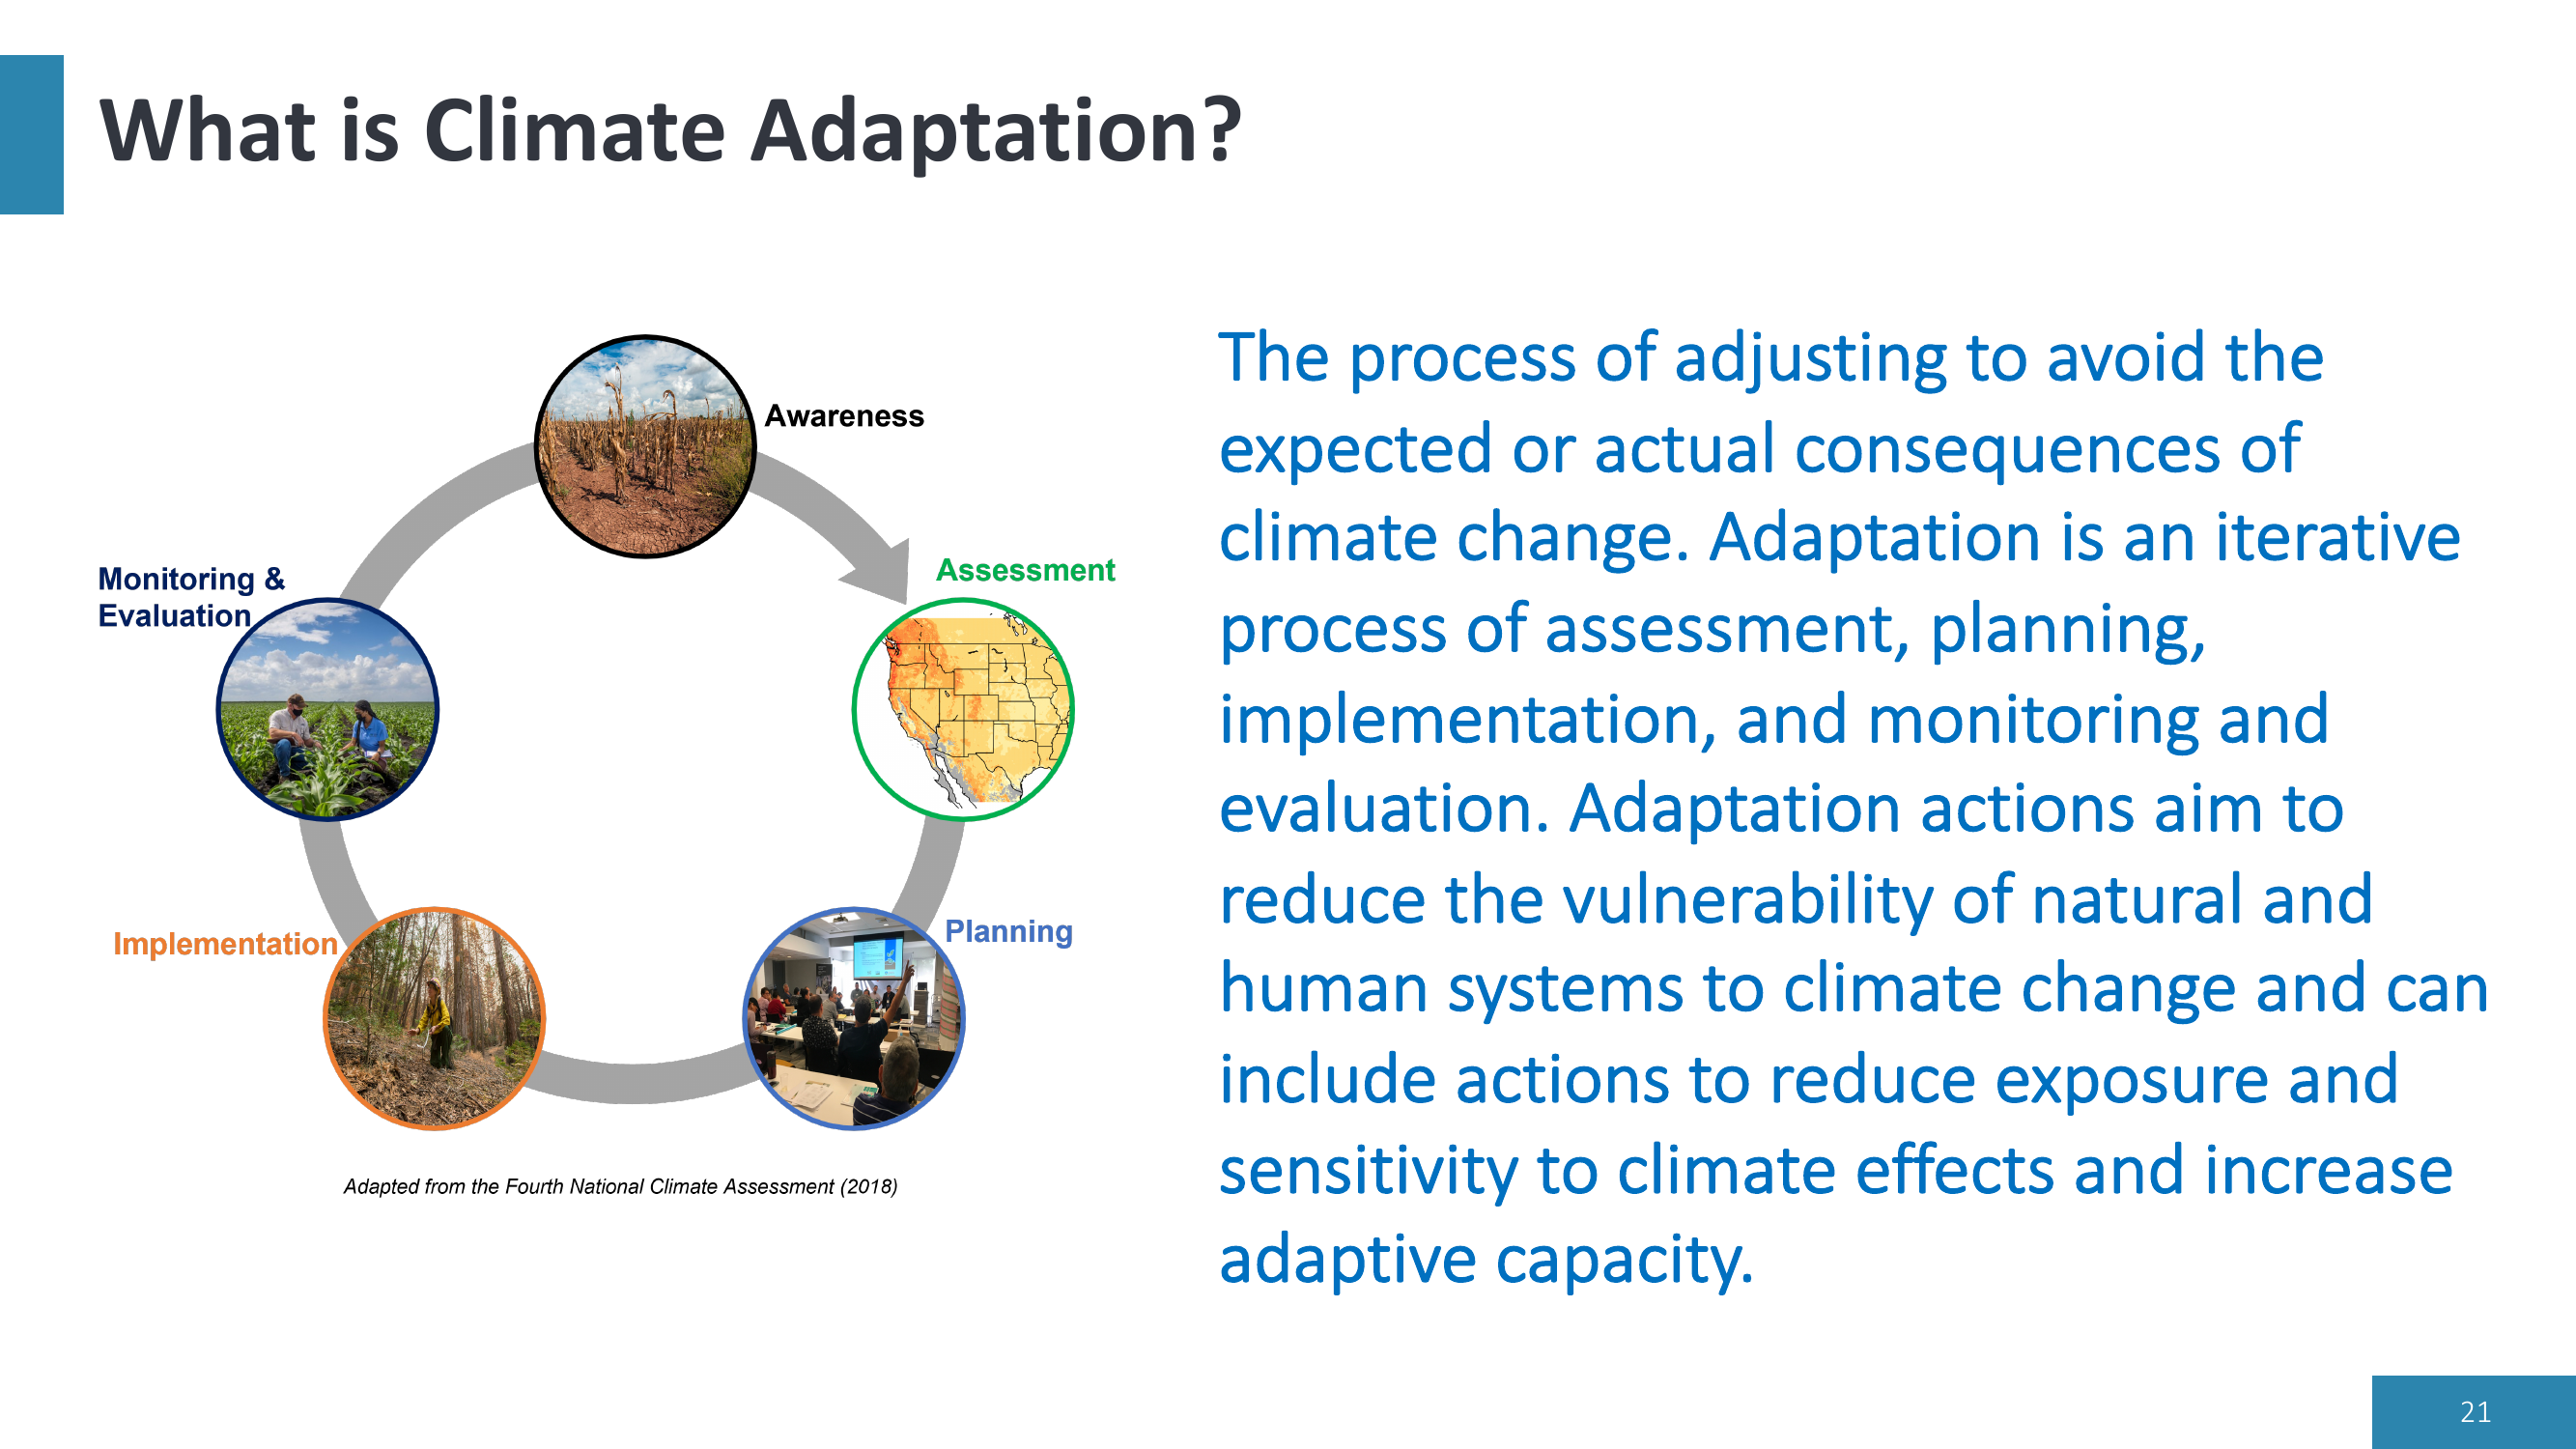 What is Climate Adaptation?
Awareness
Assessment
Monitoring &
Evaluation
Implementation
Planning
Adapted from the Fourth National Climate Assessment (2018)
The process of adjusting to avoid the
expected or actual consequences of
climate change. Adaptation is an iterative
process of assessment, planning,
implementation, and monitoring and
evaluation. Adaptation actions aim to
reduce the vulnerability of natural and
human systems to climate change and can
include actions to reduce exposure and
sensitivity to climate effects and increase
adaptive capacity.
21